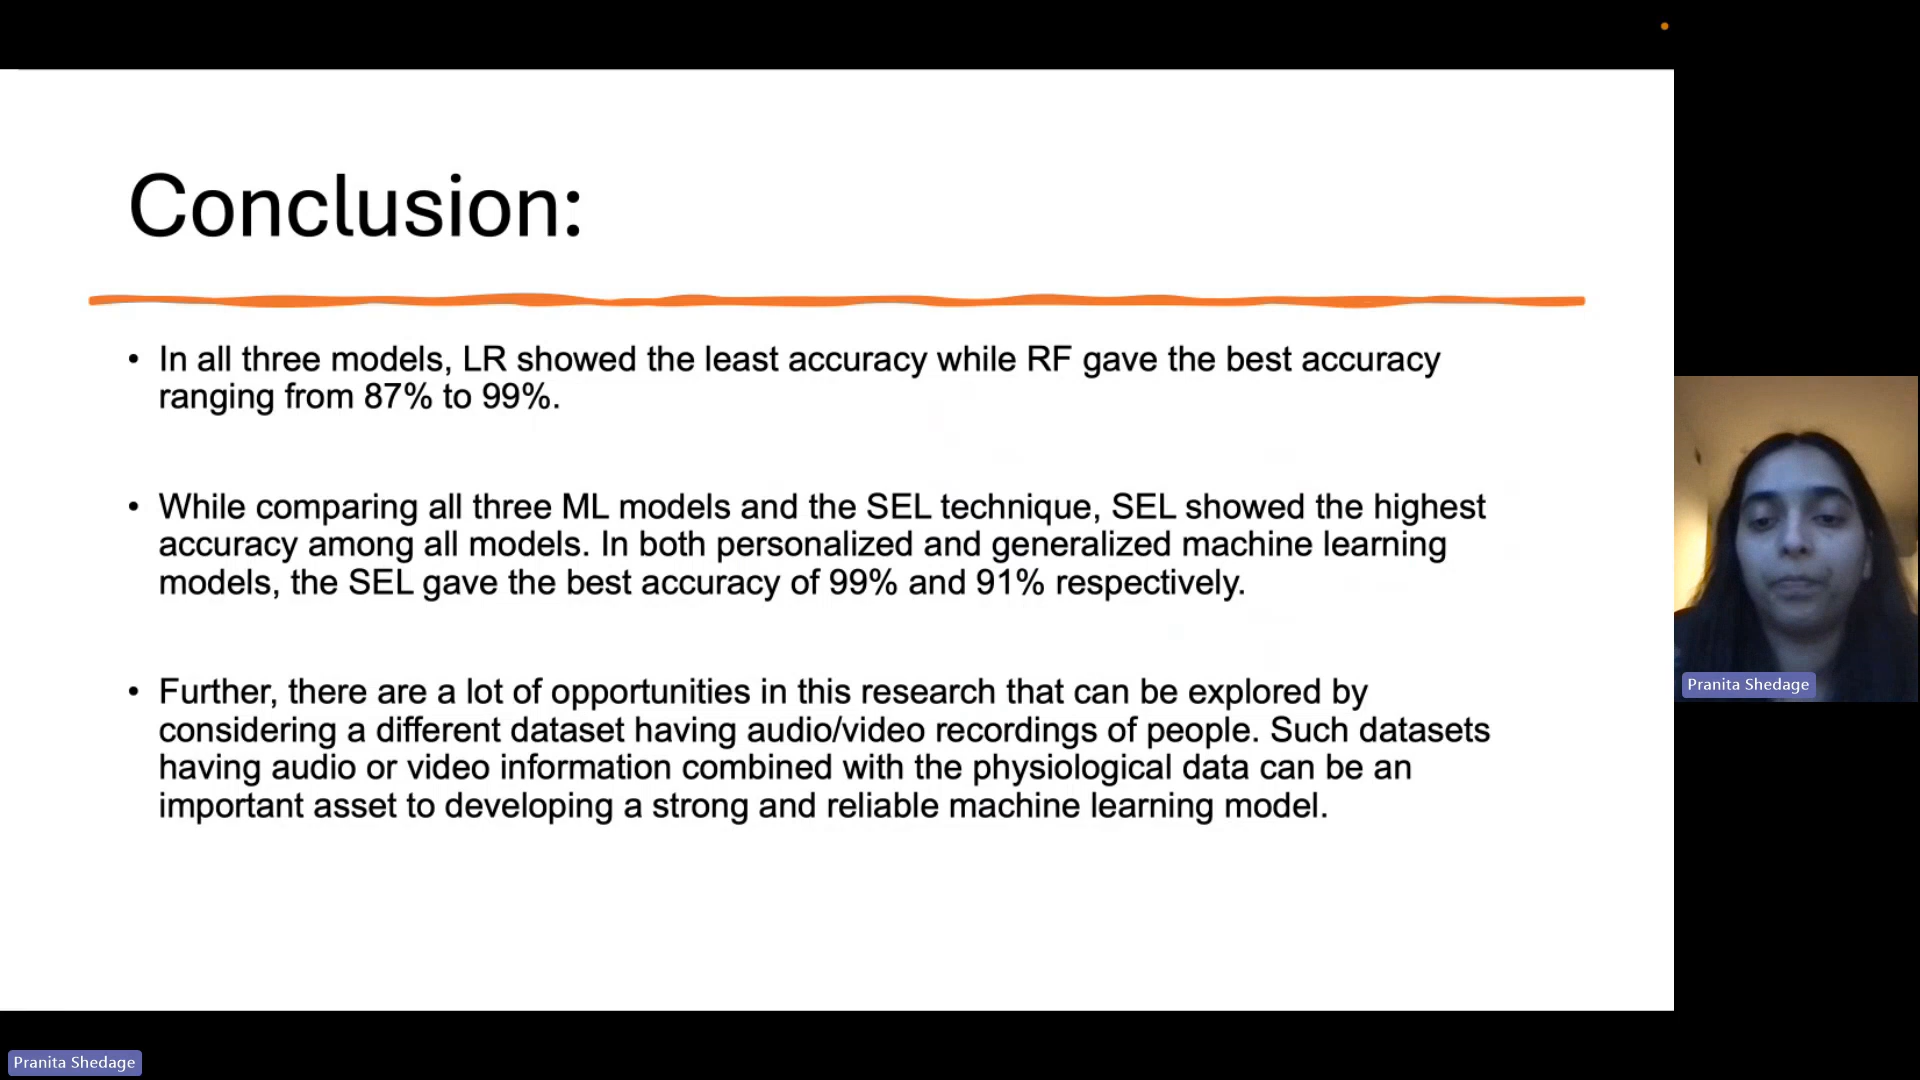 Conclusion:
• In all three models, LR showed the least accuracy while RF gave the best accuracy
ranging from 87% to 99%.
• While comparing all three ML models and the SEL technique, SEL showed the highest
accuracy among all models. In both personalized and generalized machine learning
models, the SEL gave the best accuracy of 99% and 91% respectively.
• Further, there are a lot of opportunities in this research that can be explored by
considering a different dataset having audio/video recordings of people. Such datasets
having audio or video information combined with the physiological data can be an
important asset to developing a strong and reliable machine learning model.
Pranita Shedage
Pranita Shedage